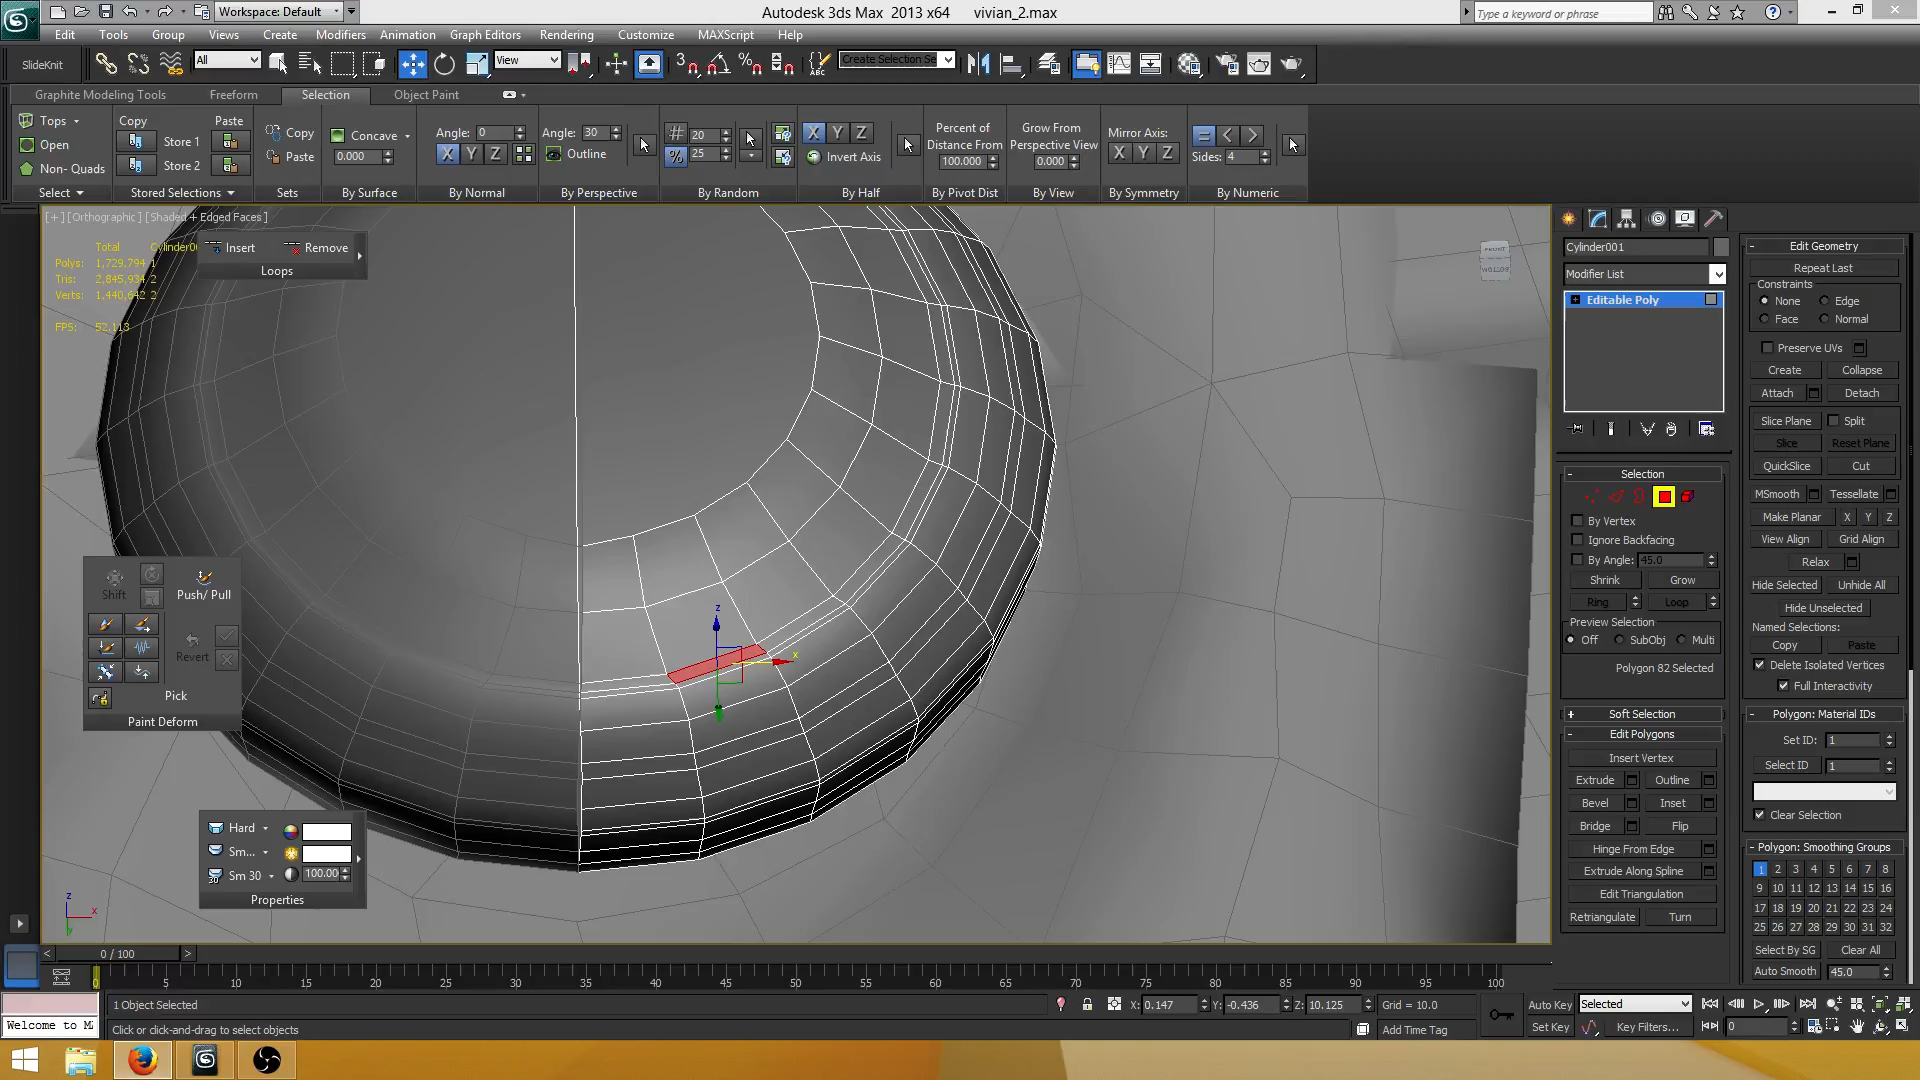 Workspace: Default
Autodesk 3ds Max 2013 x64 vivian_2.max
Type a keyword or phrase
Edit Tools Group Views Create Modifiers Animation Graph Editors Rendering Customize MAXScript Help
SlideKnit
All
View
3
ABC
Create Selection Se
Graphite Modeling Tools Freeform Selection Object Paint
Tops
Open
Non- Quads
Select
Copy Paste
Store 1
Store 2
Stored Selections
Copy
Paste
Sets
Concave
0.000
By Surface
Angle: 0
X Y Z
By Normal
Angle: 30
Outline
By Perspective
20
25
By Random
X Y Z
Invert Axis
By Half
Percent of
Distance From
100.000
By Pivot Dist
Grow From
Perspective View
0.000
By View
Mirror Axis:
X Y Z
By Symmetry
Sides: 4
By Numeric
[+] [Orthographic] [Shaded + Edged Faces]
Total Cylinder0
Polys: 1,729,794 1
Tris: 2,845,934 2
Verts: 1,440,642 2
FPS: 52.113
Insert Remove
Loops
Shift
Push/ Pull
Revert
Pick
Paint Deform
Hard
Sm...
Sm 30 100.00
Properties
z
x
z
x
y
FRONT
BOTTOM
Cylinder001
Modifier List
Editable Poly
Selection
By Vertex
Ignore Backfacing
By Angle: 45.0
Shrink Grow
Ring Loop
Preview Selection
Off SubObj Multi
Polygon 82 Selected
Soft Selection
Edit Polygons
Insert Vertex
Extrude Outline
Bevel Inset
Bridge Flip
Hinge From Edge
Extrude Along Spline
Edit Triangulation
Retriangulate Turn
Edit Geometry
Repeat Last
Constraints
None Edge
Face Normal
Preserve UVs
Create Collapse
Attach Detach
Slice Plane Split
Slice Reset Plane
QuickSlice Cut
MSmooth Tessellate
Make Planar X Y Z
View Align Grid Align
Relax
Hide Selected Unhide All
Hide Unselected
Named Selections:
Copy Paste
Delete Isolated Vertices
Full Interactivity
Polygon: Material IDs
Set ID: 1
Select ID 1
Clear Selection
Polygon: Smoothing Groups
1 2 3 4 5 6 7 8
9 10 11 12 13 14 15 16
17 18 19 20 21 22 23 24
25 26 27 28 29 30 31 32
Select By SG Clear All
Auto Smooth 45.0
< 0 / 100 >
0 5 10 15 20 25 30 35 40 45 50 55 60 65 70 75 80 85 90 95 100
1 Object Selected
X: 0.147 Y: -0.436 Z: 10.125 Grid = 10.0
Auto Key Selected
Welcome to M
Click or click-and-drag to select objects
Add Time Tag
Set Key Key Filters... 0